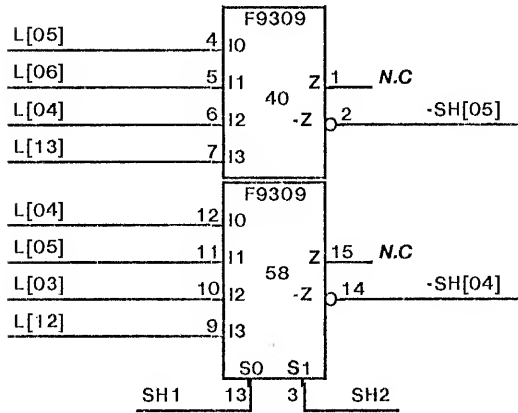 F9309
L[05] 4 I0
L[06] 5 I1 Z 1 N.C
40
L[04] 6 I2 -Z 2 -SH[05]
L[13] 7 I3
F9309
L[04] 12 I0
L[05] 11 I1 Z 15 N.C
58
L[03] 10 I2 -Z 14 -SH[04]
L[12] 9 I3
S0 S1
SH1 13 3 SH2